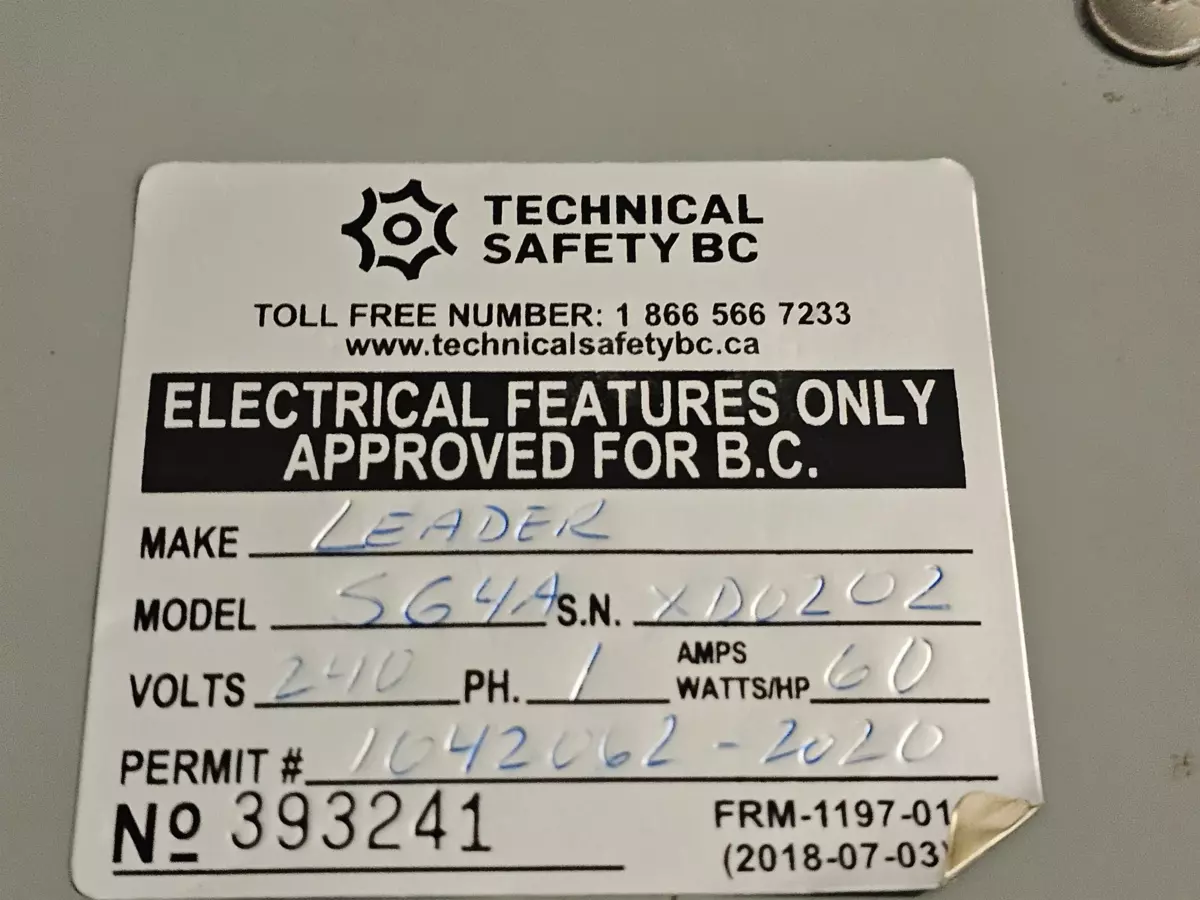 TECHNICAL
SAFETY BC
TOLL FREE NUMBER: 1 866 566 7233
www.technicalsafetybc.ca
ELECTRICAL FEATURES ONLY
APPROVED FOR B.C.
MAKE LEADER
MODEL SG4A S.N. XD0202
VOLTS 240 PH. 1 AMPS WATTS/HP 60
PERMIT # 1042062-2020
Nº 393241 FRM-1197-01
(2018-07-03)